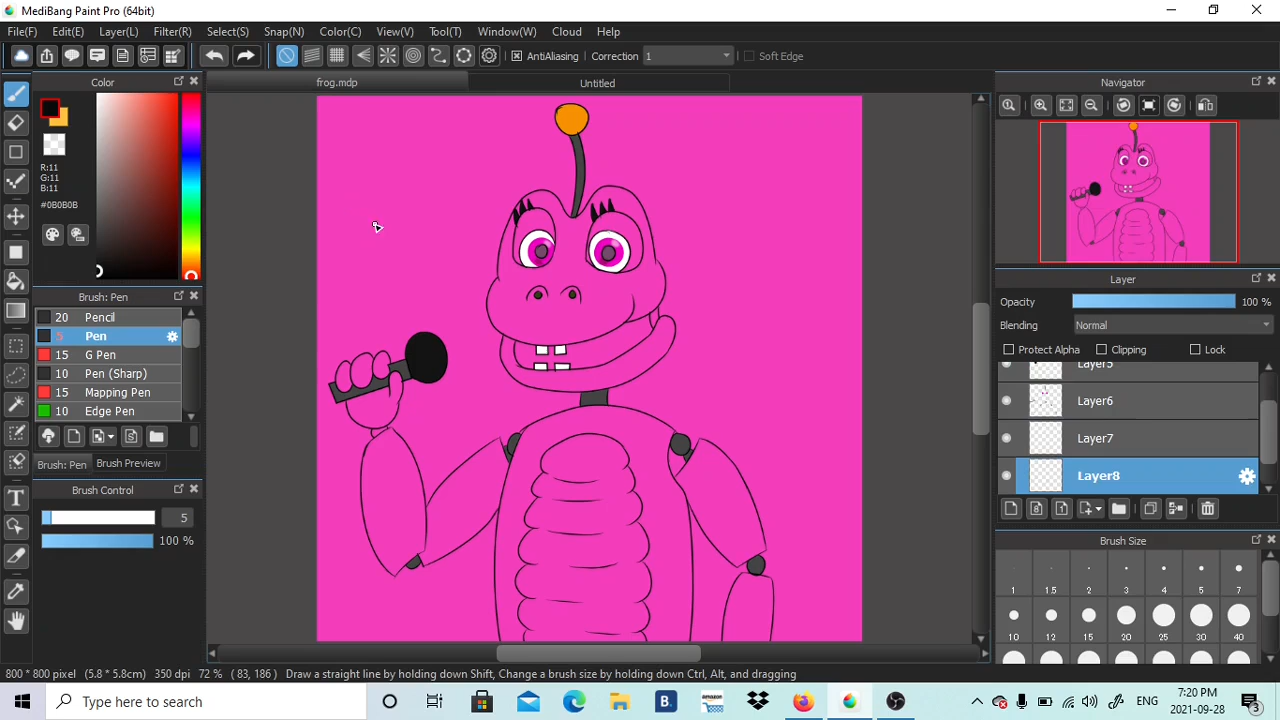 MediBang Paint Pro (64bit)
File(F) Edit(E) Layer(L) Filter(R) Select(S) Snap(N) Color(C) View(V) Tool(T) Window(W) Cloud Help
AntiAliasing Correction 1 Soft Edge
Color
frog.mdp
Untitled
Navigator
R:11
G:11
B:11
#0B0B0B
Brush: Pen
20 Pencil
5 Pen
15 G Pen
10 Pen (Sharp)
15 Mapping Pen
10 Edge Pen
Brush: Pen Brush Preview
Brush Control
5
100 %
Layer
Opacity 100 %
Blending Normal
Protect Alpha Clipping Lock
Layer5
Layer6
Layer7
Layer8
Brush Size
1 1.5 2 3 4 5 7
10 12 15 20 25 30 40
800 * 800 pixel (5.8 * 5.8cm) 350 dpi 72 % ( 83, 186 ) Draw a straight line by holding down Shift, Change a brush size by holding down Ctrl, Alt, and dragging
Type here to search
B.
amazon
ENG
7:20 PM
2021-09-28
3